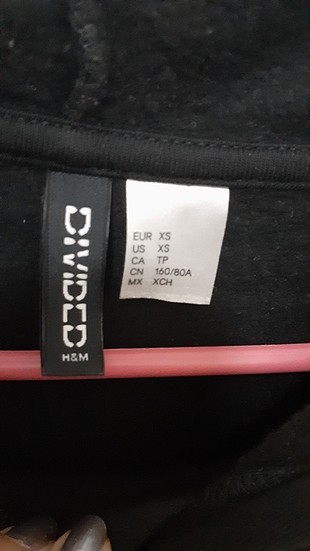 DIVIDED
H&M
EUR XS
US XS
CA TP
CN 160/80A
MX XCH